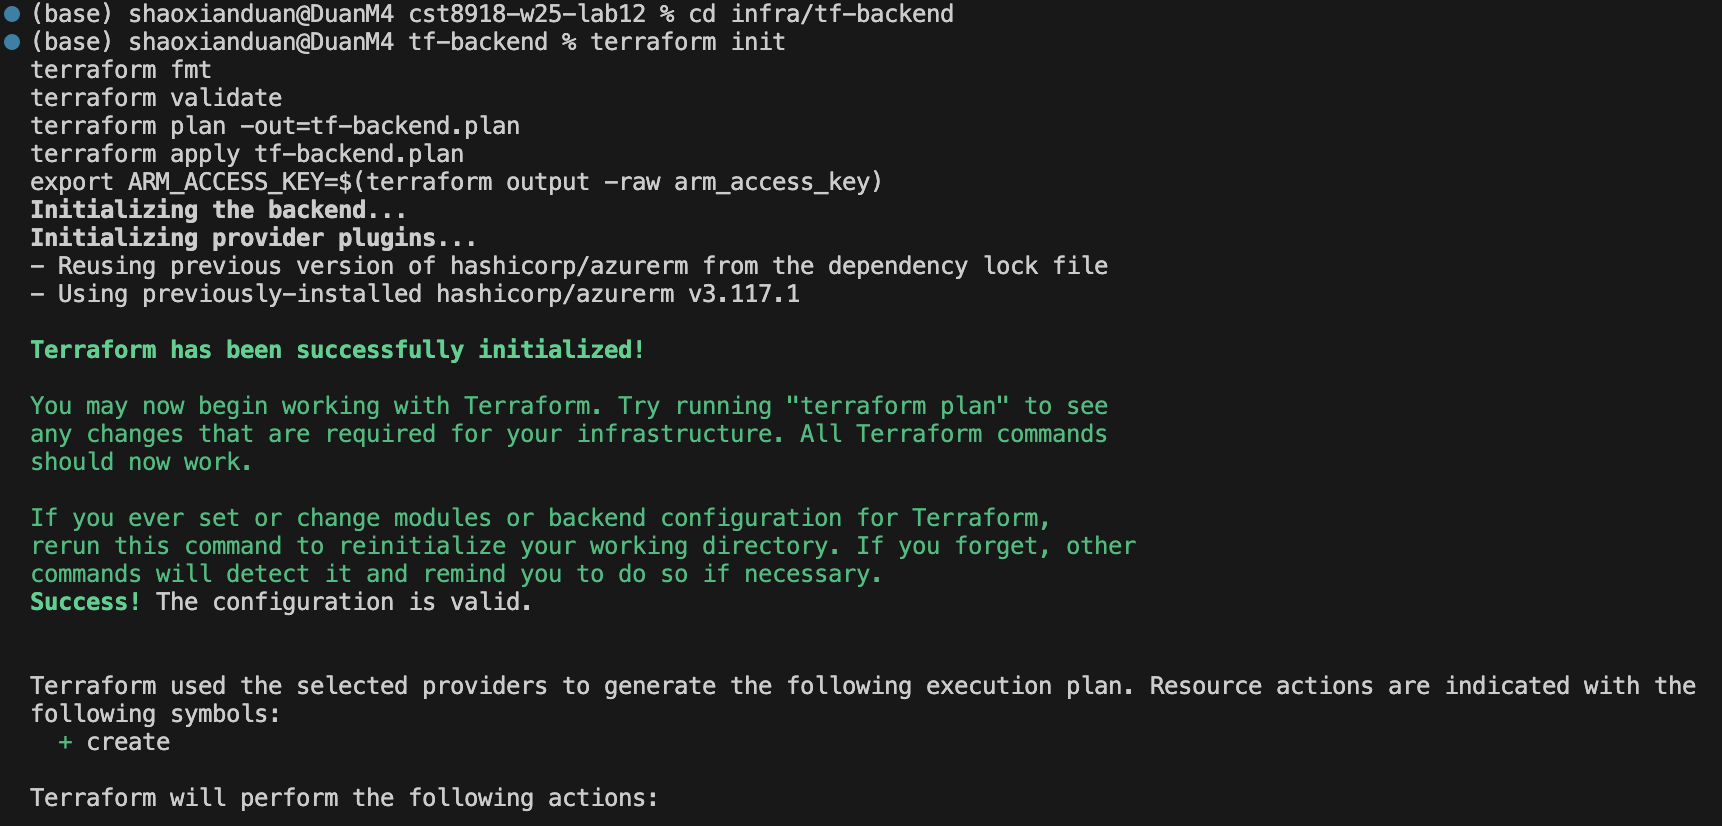 (base) shaoxianduan@DuanM4 cst8918-w25-lab12 % cd infra/tf-backend
(base) shaoxianduan@DuanM4 tf-backend % terraform init
terraform fmt
terraform validate
terraform plan -out=tf-backend.plan
terraform apply tf-backend.plan
export ARM_ACCESS_KEY=$(terraform output -raw arm_access_key)
Initializing the backend...
Initializing provider plugins...
- Reusing previous version of hashicorp/azurerm from the dependency lock file
- Using previously-installed hashicorp/azurerm v3.117.1
Terraform has been successfully initialized!
You may now begin working with Terraform. Try running "terraform plan" to see
any changes that are required for your infrastructure. All Terraform commands
should now work.
If you ever set or change modules or backend configuration for Terraform,
rerun this command to reinitialize your working directory. If you forget, other
commands will detect it and remind you to do so if necessary.
Success! The configuration is valid.
Terraform used the selected providers to generate the following execution plan. Resource actions are indicated with the
following symbols:
+ create
Terraform will perform the following actions: